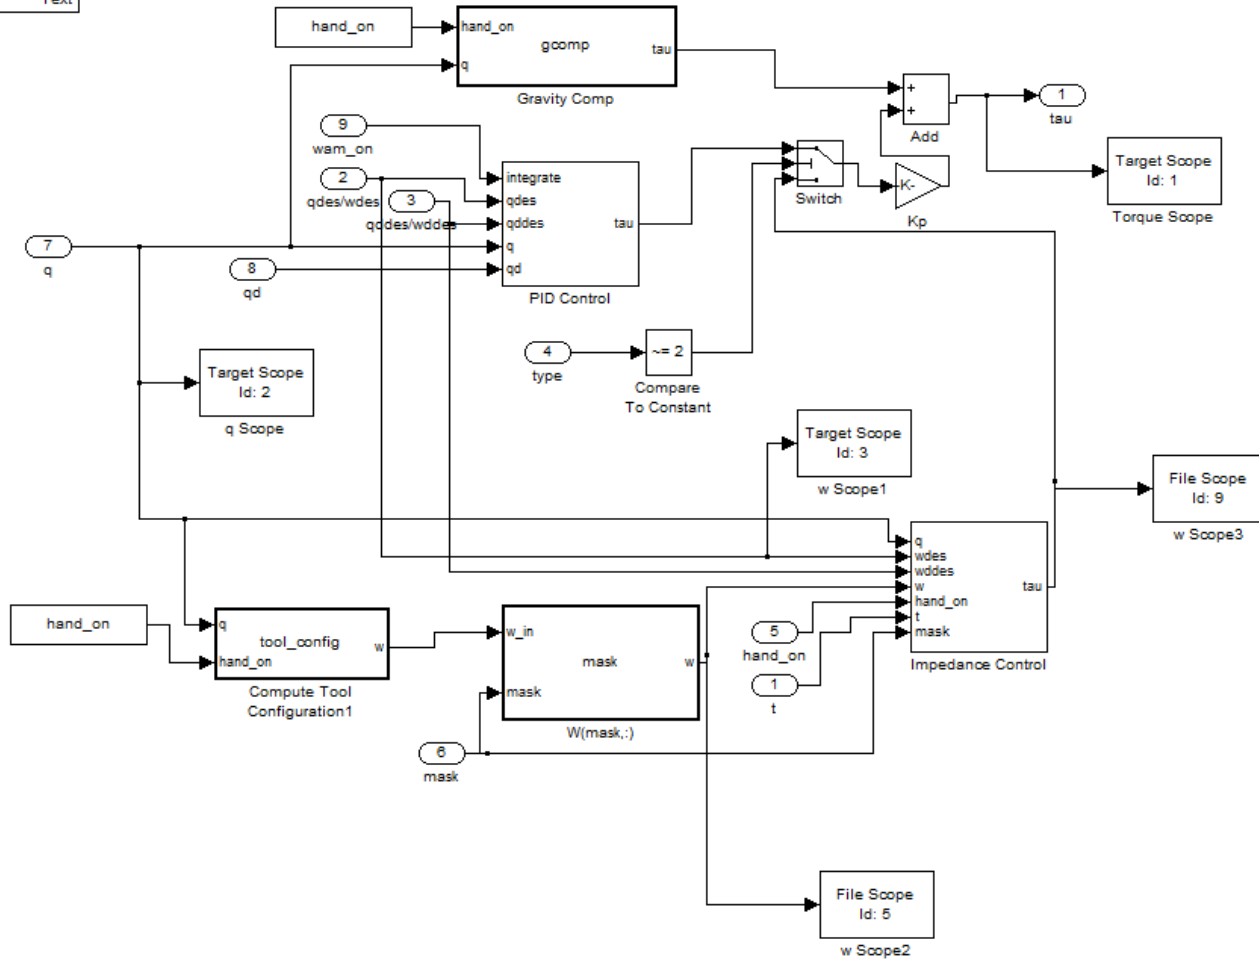 Text
hand_on
hand_on
q
gcomp
tau
Gravity Comp
9
wam_on
2
qdes/wdes
3
qddes/wddes
integrate
qdes
qddes
q
qd
tau
PID Control
7
q
8
qd
Switch
K-
Kp
+
+
Add
1
tau
Target Scope
Id: 1
Torque Scope
4
type
~= 2
Compare
To Constant
Target Scope
Id: 2
q Scope
Target Scope
Id: 3
w Scope1
File Scope
Id: 9
w Scope3
q
wdes
wddes
w
hand_on
t
mask
tau
Impedance Control
hand_on
q
hand_on
tool_config
w
Compute Tool
Configuration1
w_in
mask
mask
w
W(mask,:)
5
hand_on
1
t
6
mask
File Scope
Id: 5
w Scope2